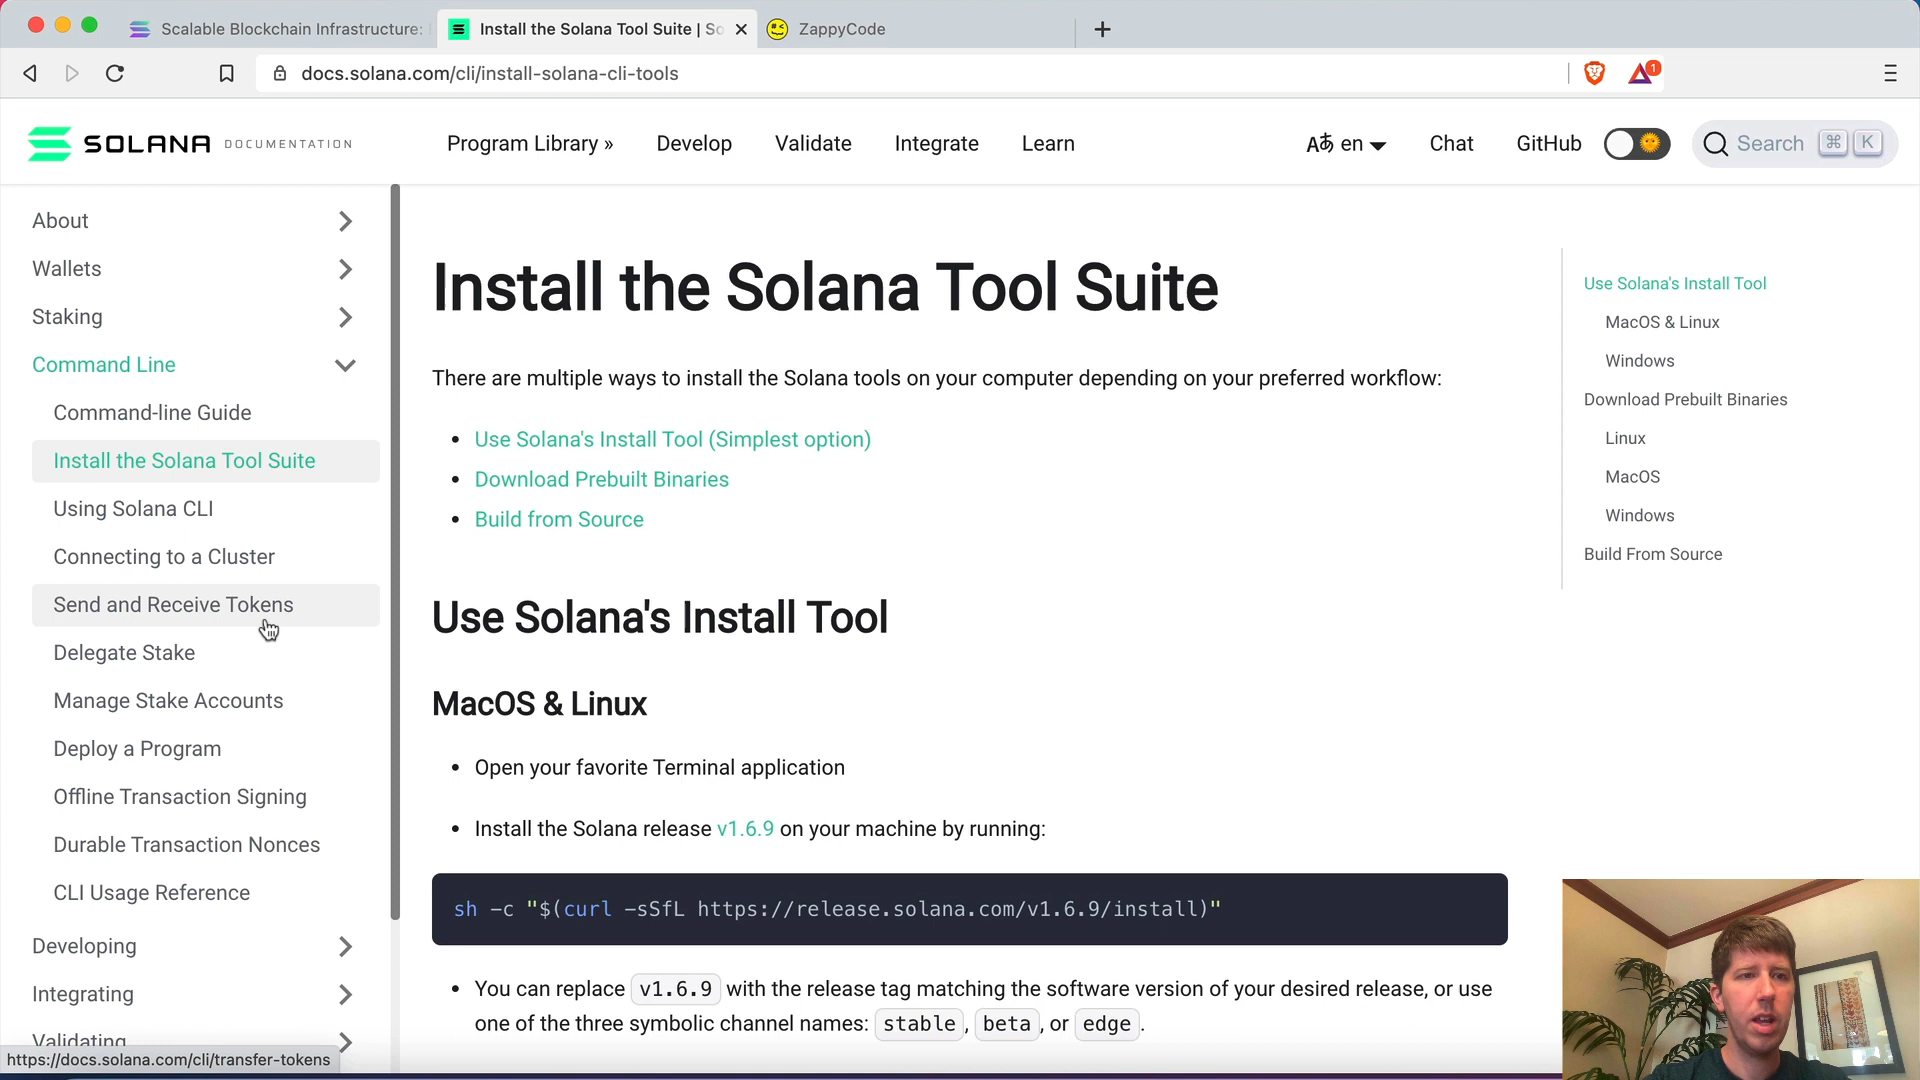 Scalable Blockchain Infrastructure:
Install the Solana Tool Suite | So
ZappyCode
docs.solana.com/cli/install-solana-cli-tools
1
SOLANA DOCUMENTATION
Program Library »
Develop
Validate
Integrate
Learn
Aあ en
Chat
GitHub
Search ⌘ K
About
Wallets
Staking
Command Line
Command-line Guide
Install the Solana Tool Suite
Using Solana CLI
Connecting to a Cluster
Send and Receive Tokens
Delegate Stake
Manage Stake Accounts
Deploy a Program
Offline Transaction Signing
Durable Transaction Nonces
CLI Usage Reference
Developing
Integrating
Validating
https://docs.solana.com/cli/transfer-tokens
Install the Solana Tool Suite
There are multiple ways to install the Solana tools on your computer depending on your preferred workflow:
• Use Solana's Install Tool (Simplest option)
• Download Prebuilt Binaries
• Build from Source
Use Solana's Install Tool
MacOS & Linux
• Open your favorite Terminal application
• Install the Solana release v1.6.9 on your machine by running:
sh -c "$(curl -sSfL https://release.solana.com/v1.6.9/install)"
• You can replace v1.6.9 with the release tag matching the software version of your desired release, or use
one of the three symbolic channel names: stable, beta, or edge.
Use Solana's Install Tool
MacOS & Linux
Windows
Download Prebuilt Binaries
Linux
MacOS
Windows
Build From Source